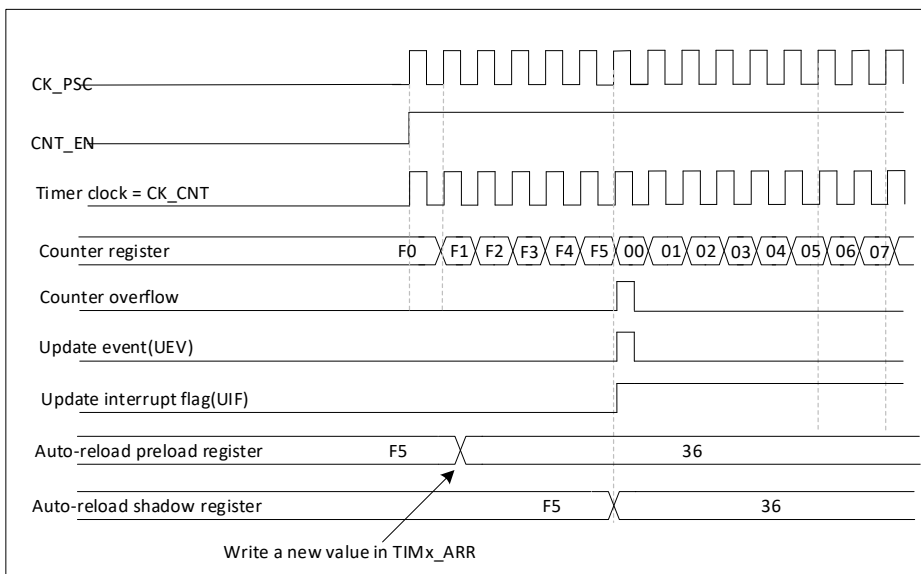 CK_PSC
CNT_EN
Timer clock = CK_CNT
Counter register F0 F1 F2 F3 F4 F5 00 01 02 03 04 05 06 07
Counter overflow
Update event(UEV)
Update interrupt flag(UIF)
Auto-reload preload register F5 36
Auto-reload shadow register F5 36
Write a new value in TIMx_ARR